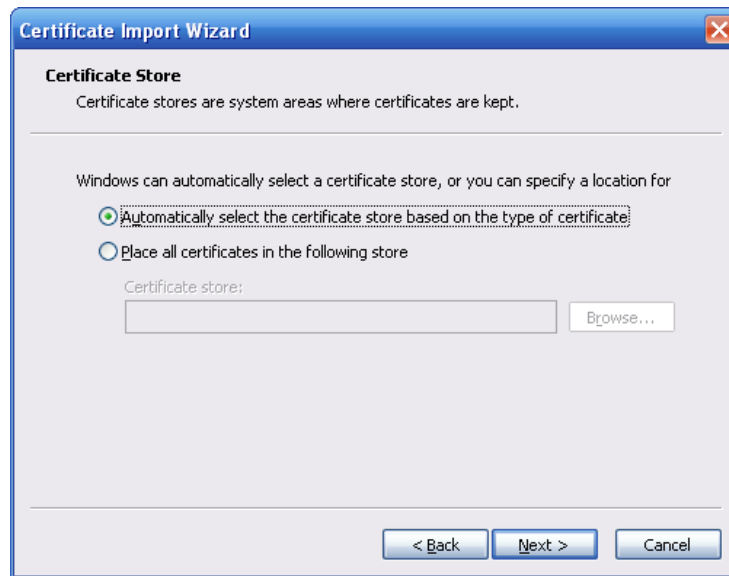 Certificate Import Wizard
Certificate Store
Certificate stores are system areas where certificates are kept.
Windows can automatically select a certificate store, or you can specify a location for
Automatically select the certificate store based on the type of certificate
Place all certificates in the following store
Certificate store:
Browse...
< Back Next > Cancel